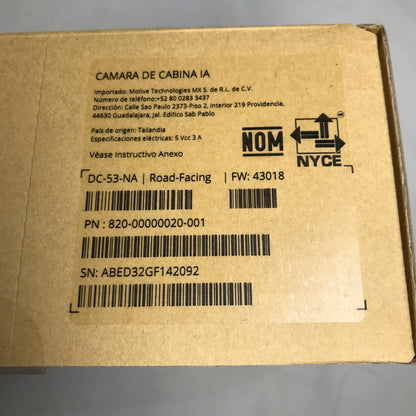 CAMARA DE CABINA IA
Importado: Motive Technologies MX S. de R.L. de C.V.
Número de teléfono:+52 80 0283 3437
Dirección: Calle Sao Paulo 2373-Piso 2, interior 219 Providencia,
44630 Guadalajara, Jal. Edifico Sab Pablo
País de origen: Tailandia
Especificaciones eléctricas: 5 Vcc 3 A
Véase Instructivo Anexo
NOM
NYCE
DC-53-NA | Road-Facing | FW: 43018
PN : 820-00000020-001
SN: ABED32GF142092